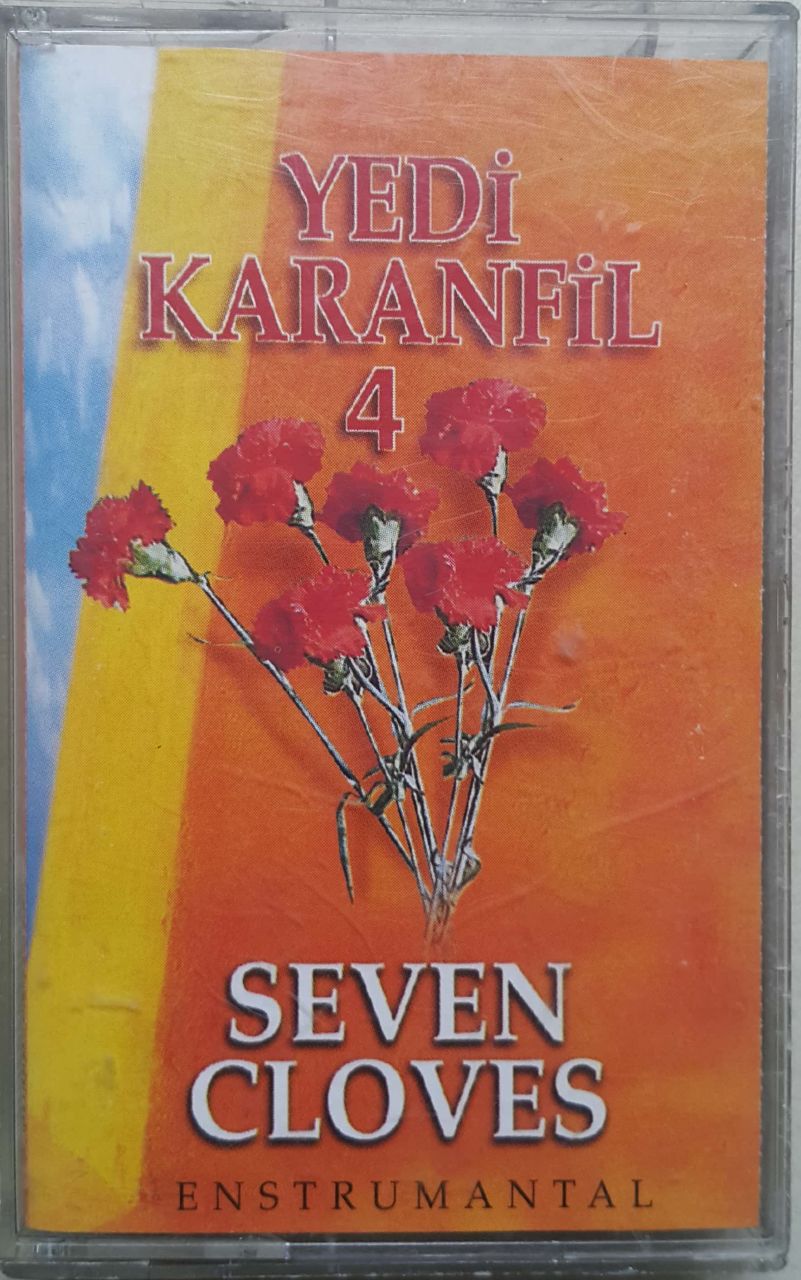 YEDİ
KARANFİL
4
SEVEN
CLOVES
ENSTRUMANTAL